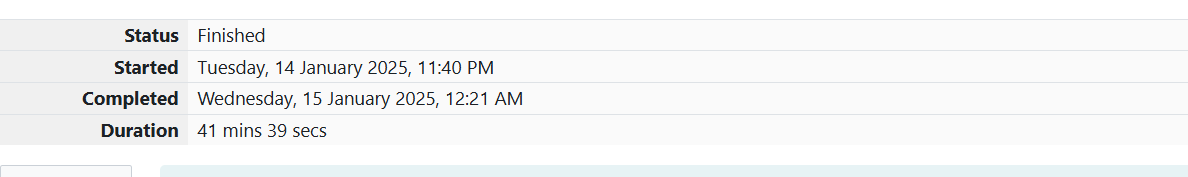 Status Finished
Started Tuesday, 14 January 2025, 11:40 PM
Completed Wednesday, 15 January 2025, 12:21 AM
Duration 41 mins 39 secs